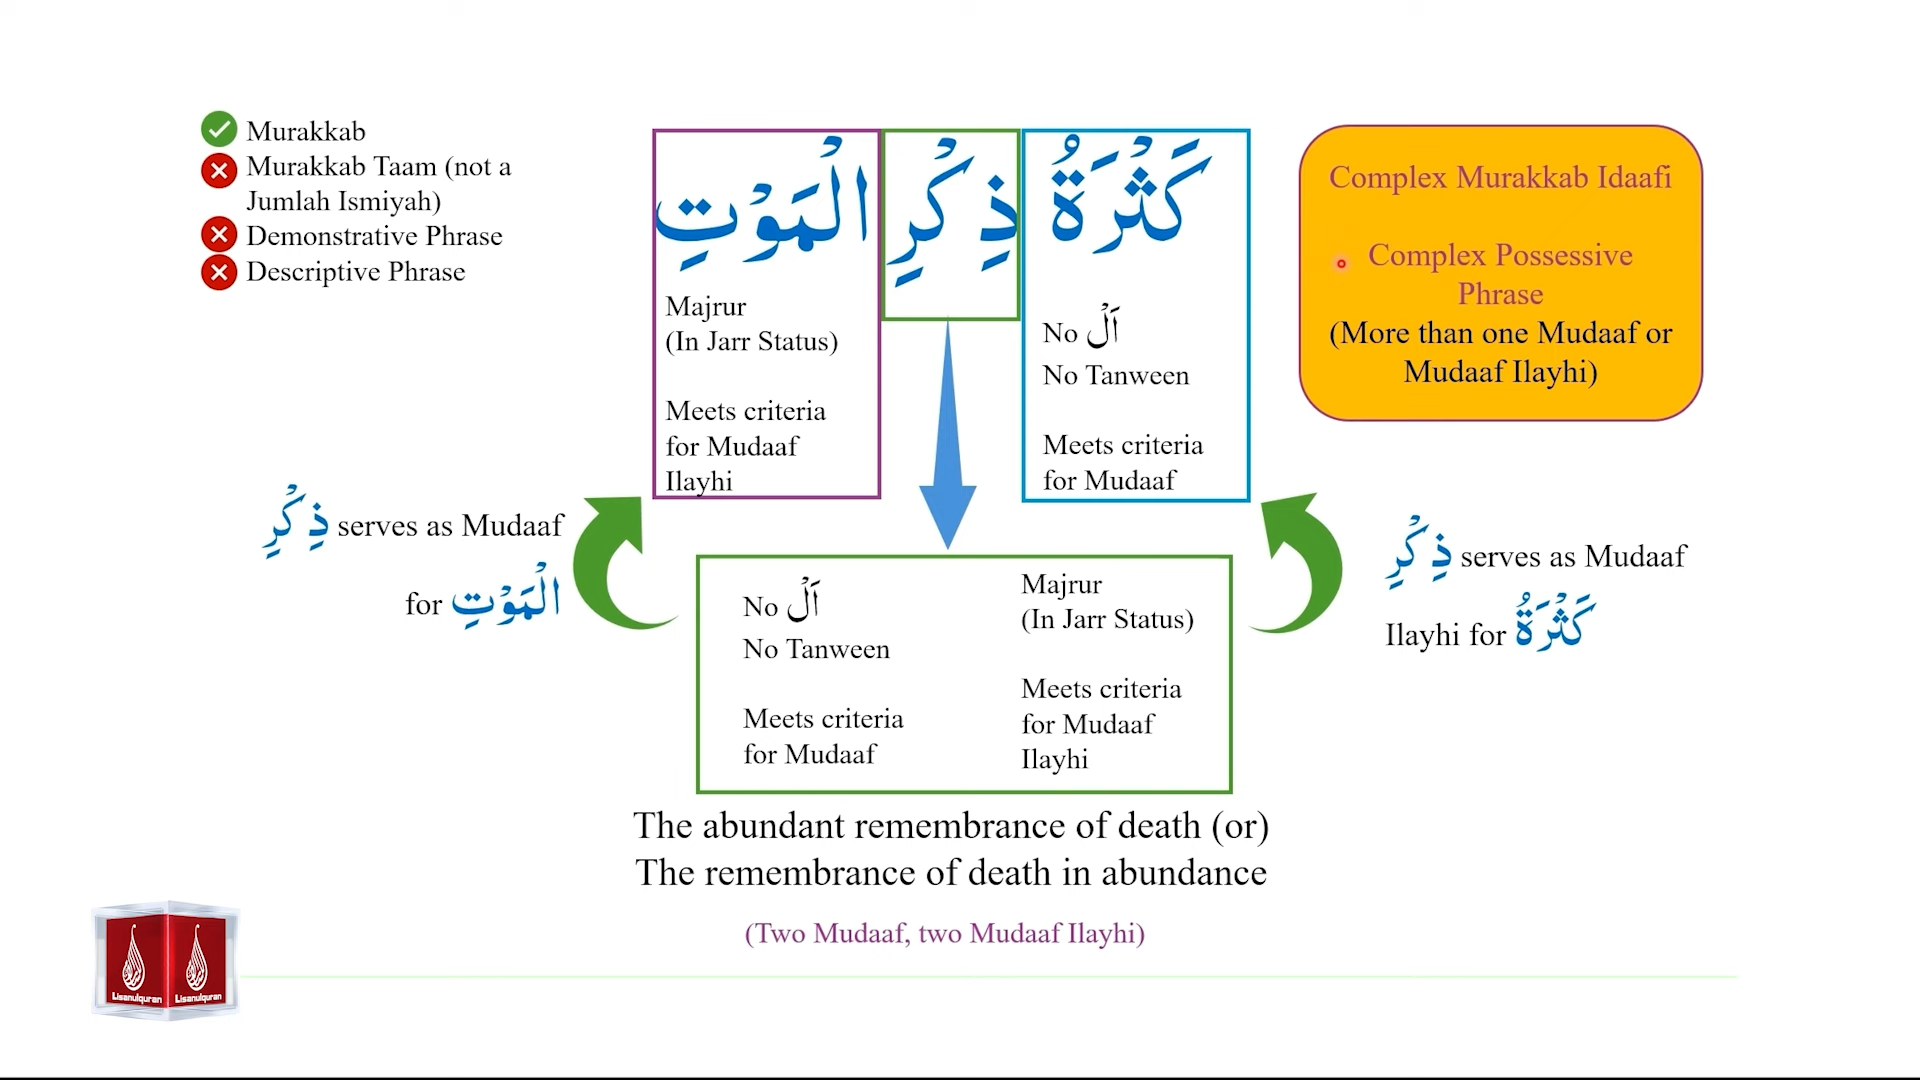 Murakkab
Murakkab Taam (not a
Jumlah Ismiyah)
Demonstrative Phrase
Descriptive Phrase
كَثْرَةُ ذِكْرِ الْمَوْتِ
Majrur
(In Jarr Status)
Meets criteria
for Mudaaf
Ilayhi
No اَلْ
No Tanween
Meets criteria
for Mudaaf
Complex Murakkab Idaafi
Complex Possessive
Phrase
(More than one Mudaaf or
Mudaaf Ilayhi)
ذِكْرِ serves as Mudaaf
for الْمَوْتِ
No اَلْ
No Tanween
Meets criteria
for Mudaaf
Majrur
(In Jarr Status)
Meets criteria
for Mudaaf
Ilayhi
ذِكْرِ serves as Mudaaf
Ilayhi for كَثْرَةُ
The abundant remembrance of death (or)
The remembrance of death in abundance
(Two Mudaaf, two Mudaaf Ilayhi)
Lisanulquran
Lisanulquran